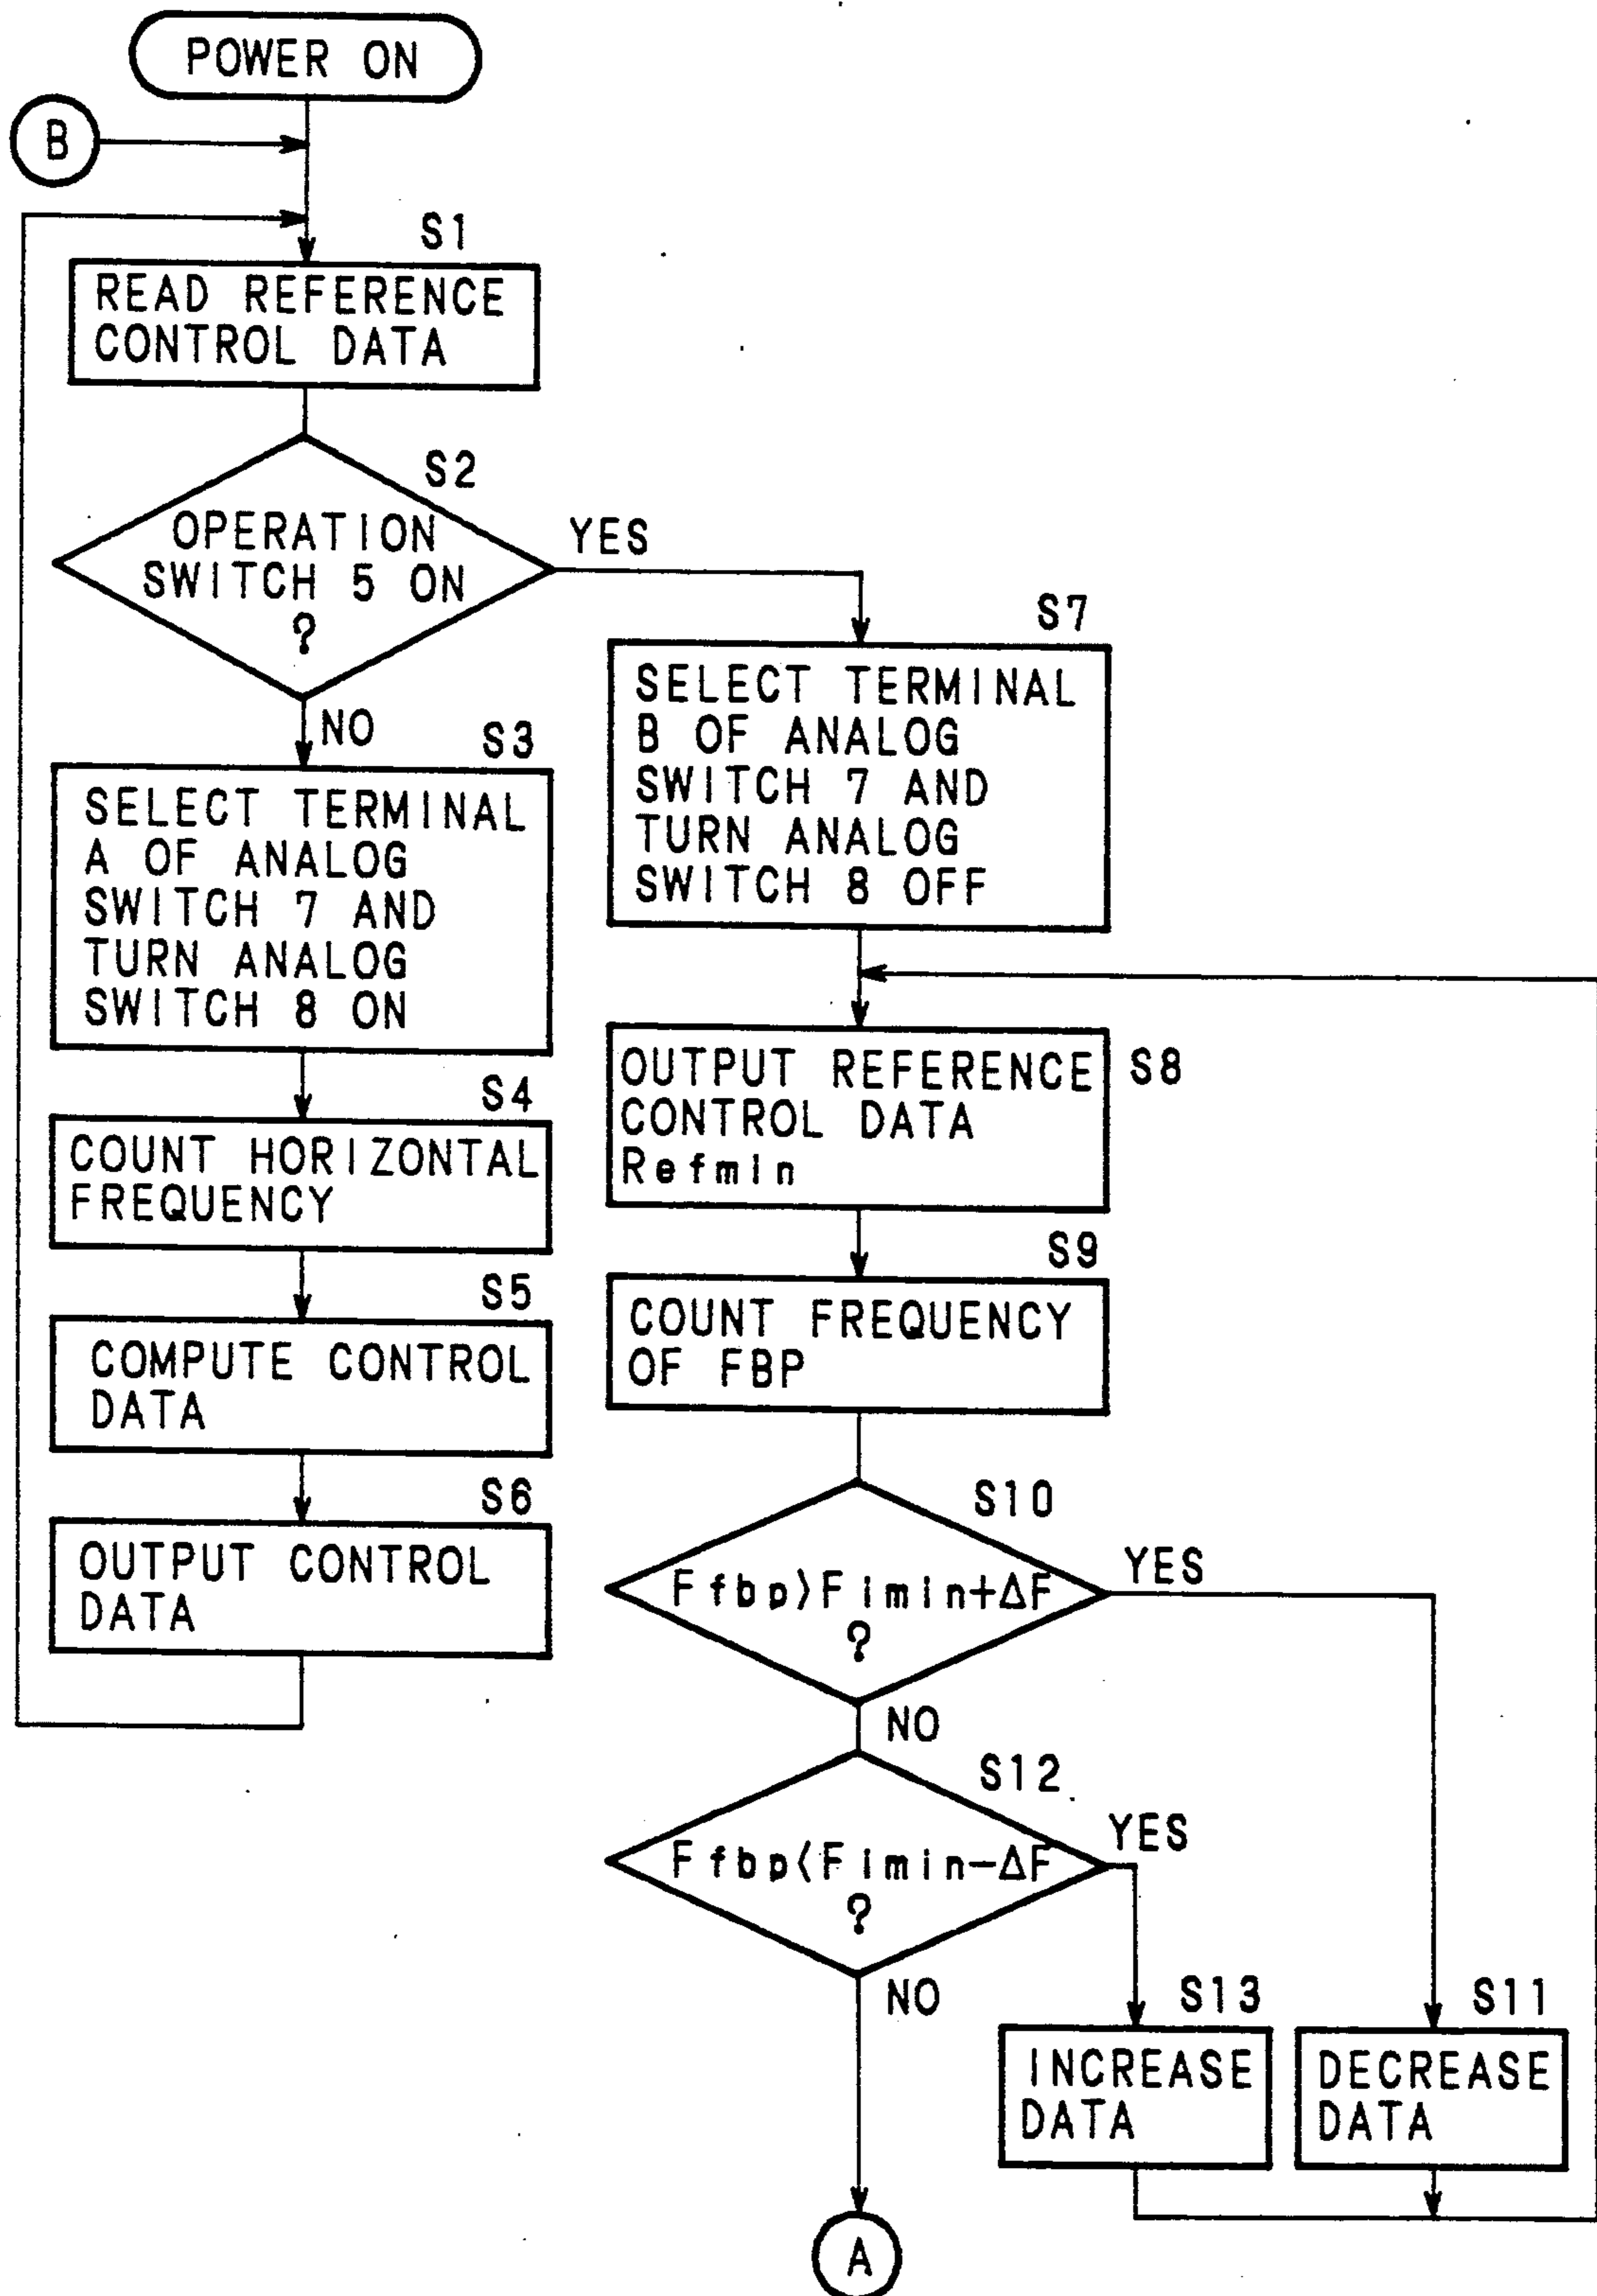 POWER ON
B
S1
READ REFERENCE
CONTROL DATA
S2
OPERATION
SWITCH 5 ON
?
YES
NO
S3
SELECT TERMINAL
A OF ANALOG
SWITCH 7 AND
TURN ANALOG
SWITCH 8 ON
S4
COUNT HORIZONTAL
FREQUENCY
S5
COMPUTE CONTROL
DATA
S6
OUTPUT CONTROL
DATA
S7
SELECT TERMINAL
B OF ANALOG
SWITCH 7 AND
TURN ANALOG
SWITCH 8 OFF
S8
OUTPUT REFERENCE
CONTROL DATA
Refmin
S9
COUNT FREQUENCY
OF FBP
S10
Ffbp>Fimin+ΔF
?
YES
NO
S12
Ffbp<Fimin-ΔF
?
YES
NO
S13
INCREASE
DATA
S11
DECREASE
DATA
A